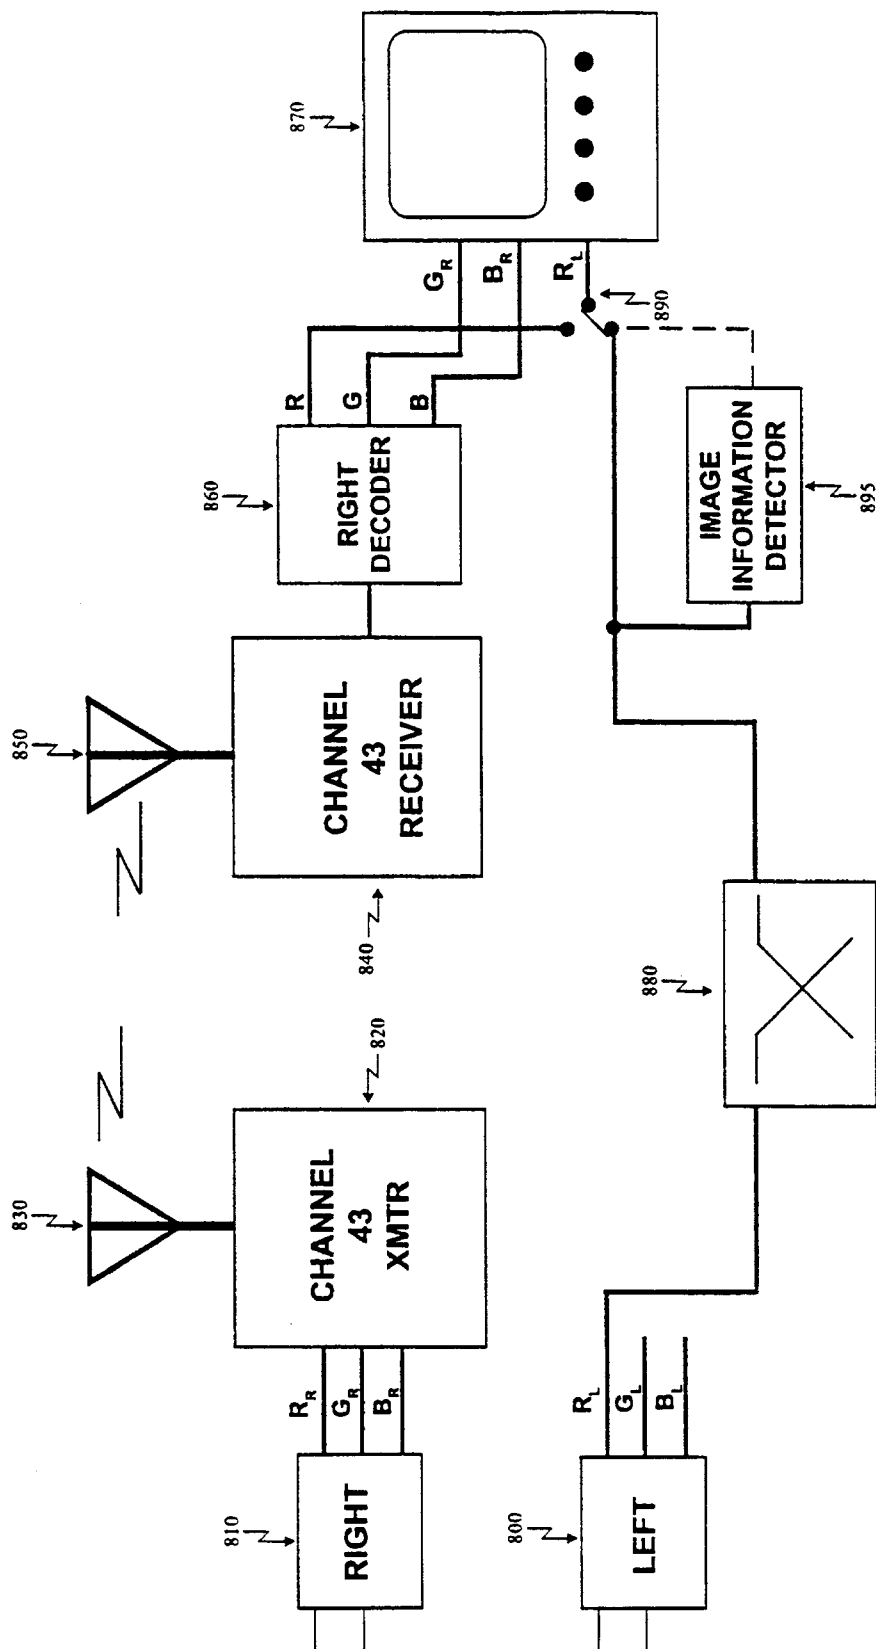 870
G_R
B_R
R_L
890
R
G
B
860
RIGHT
DECODER
IMAGE
INFORMATION
DETECTOR
895
850
CHANNEL
43
RECEIVER
840
880
820
830
CHANNEL
43
XMTR
R_R
G_R
B_R
R_L
G_L
B_L
810
RIGHT
800
LEFT